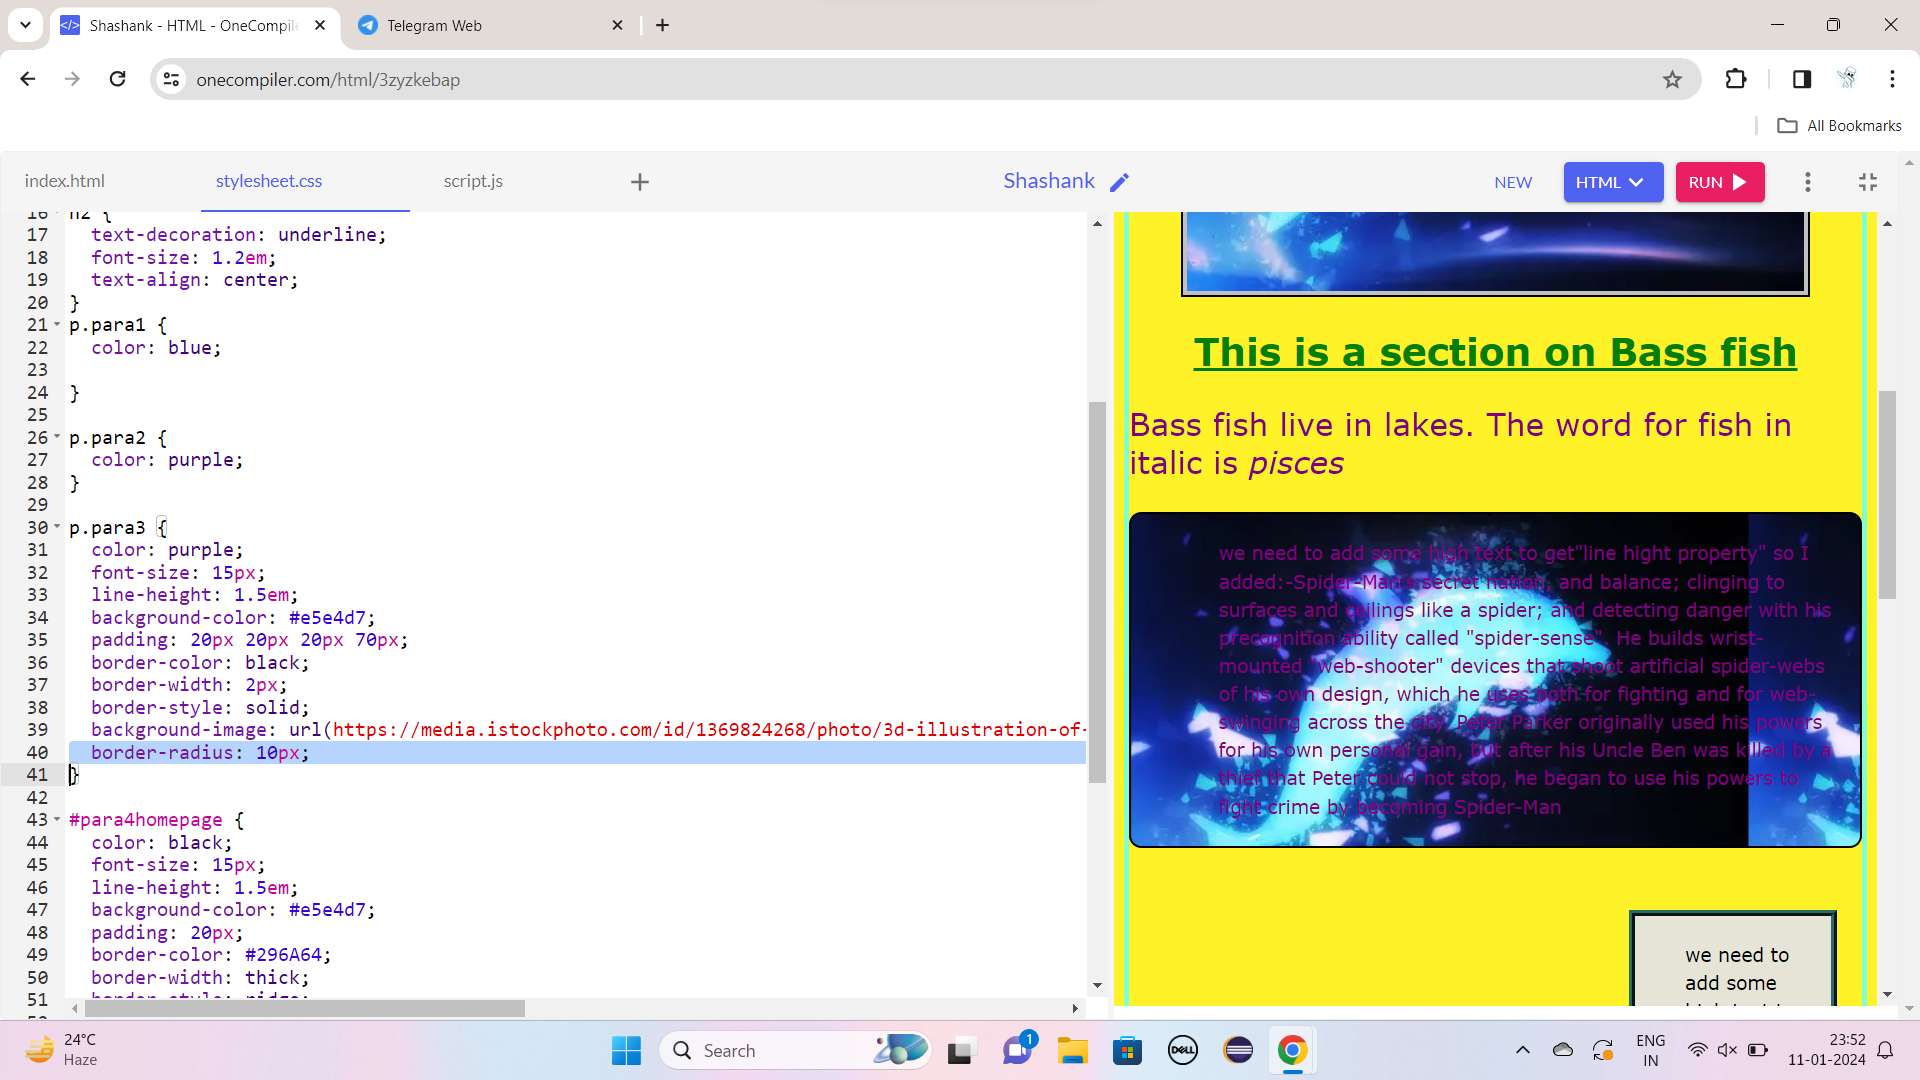 Shashank - HTML - OneCompile
Telegram Web
onecompiler.com/html/3zyzkebap
All Bookmarks
index.html
stylesheet.css
script.js
Shashank
NEW
HTML
RUN
16 h2 {
17 text-decoration: underline;
18 font-size: 1.2em;
19 text-align: center;
20 }
21 p.para1 {
22 color: blue;
23
24 }
25
26 p.para2 {
27 color: purple;
28 }
29
30 p.para3 {
31 color: purple;
32 font-size: 15px;
33 line-height: 1.5em;
34 background-color: #e5e4d7;
35 padding: 20px 20px 20px 70px;
36 border-color: black;
37 border-width: 2px;
38 border-style: solid;
39 background-image: url(https://media.istockphoto.com/id/1369824268/photo/3d-illustration-of-
40 border-radius: 10px;
41 }
42
43 #para4homepage {
44 color: black;
45 font-size: 15px;
46 line-height: 1.5em;
47 background-color: #e5e4d7;
48 padding: 20px;
49 border-color: #296A64;
50 border-width: thick;
51 border-style: ridge;
This is a section on Bass fish
Bass fish live in lakes. The word for fish in
italic is pisces
we need to add some high text to get"line hight property" so I
added:-Spider-Man's secret nation, and balance; clinging to
surfaces and ceilings like a spider; and detecting danger with his
precognition ability called "spider-sense". He builds wrist-
mounted "web-shooter" devices that shoot artificial spider-webs
of his own design, which he uses both for fighting and for web-
swinging across the city. Peter Parker originally used his powers
for his own personal gain, but after his Uncle Ben was killed by a
thief that Peter could not stop, he began to use his powers to
fight crime by becoming Spider-Man
we need to
add some
24°C
Haze
Search
1
DELL
ENG
IN
23:52
11-01-2024